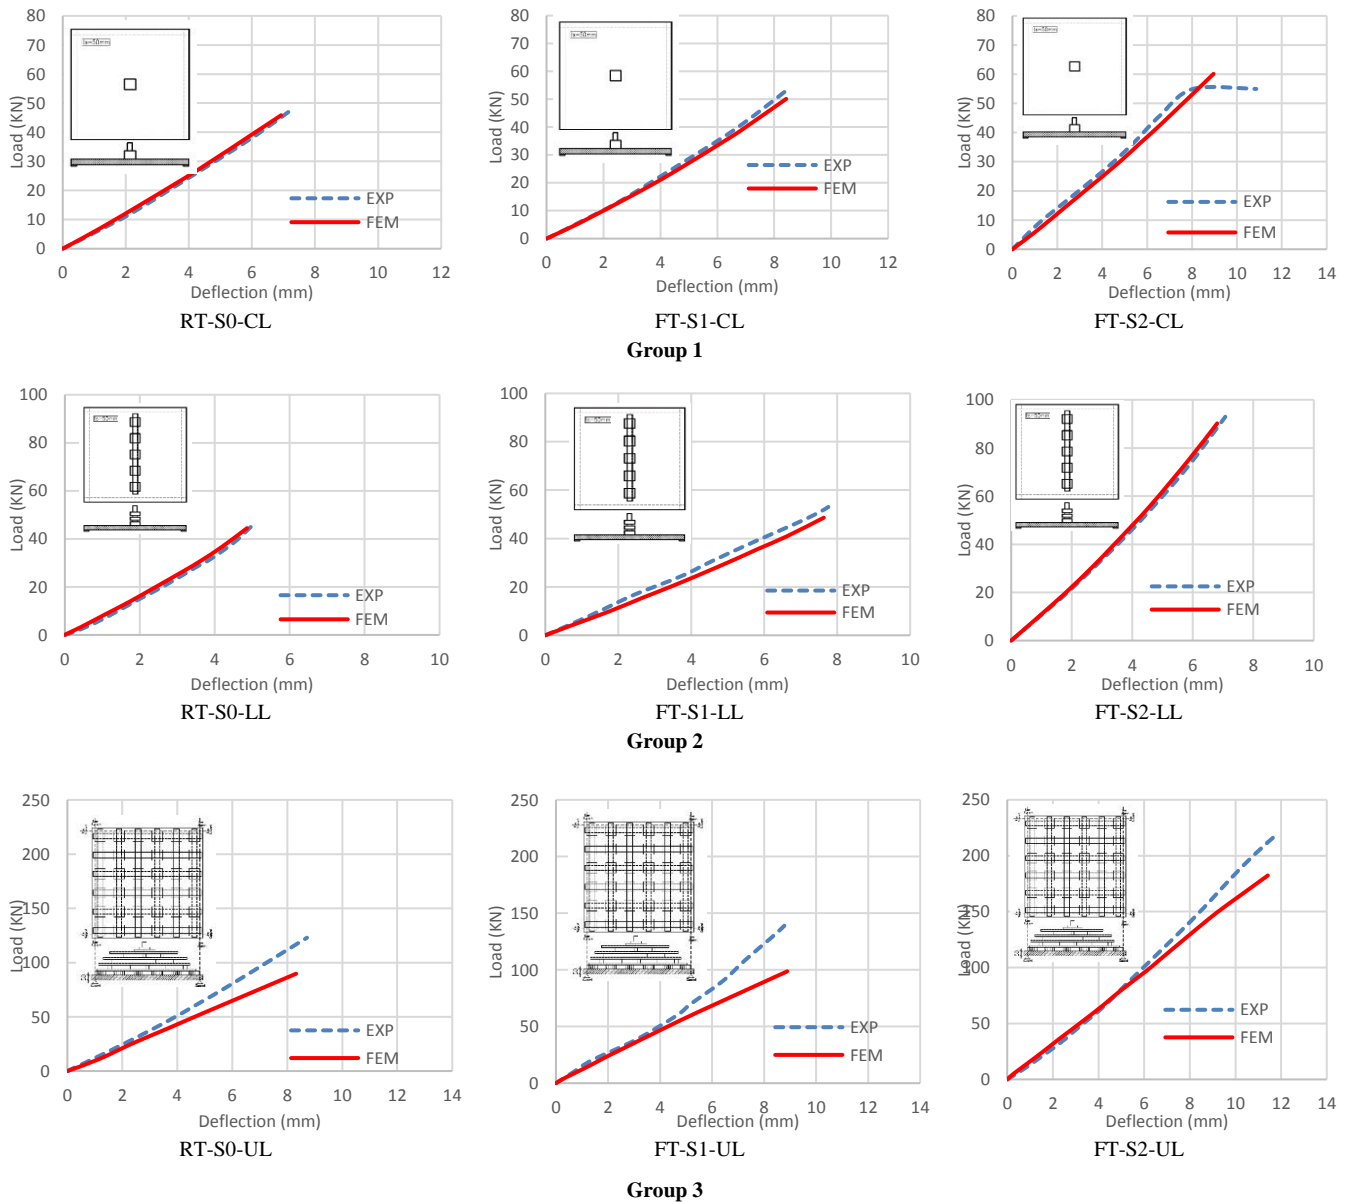 80
70
60
50
40
30
20
10
0
Load (KN)
EXP
FEM
0 2 4 6 8 10 12
Deflection (mm)
RT-S0-CL
80
70
60
50
40
30
20
10
0
Load (KN)
EXP
FEM
0 2 4 6 8 10 12
Deflection (mm)
FT-S1-CL
80
70
60
50
40
30
20
10
0
Load (KN)
EXP
FEM
0 2 4 6 8 10 12 14
Deflection (mm)
FT-S2-CL
Group 1
100
80
60
40
20
0
Load (KN)
EXP
FEM
0 2 4 6 8 10
Deflection (mm)
RT-S0-LL
100
80
60
40
20
0
Load (KN)
EXP
FEM
0 2 4 6 8 10
Deflection (mm)
FT-S1-LL
100
80
60
40
20
0
Load (KN)
EXP
FEM
0 2 4 6 8 10
Deflection (mm)
FT-S2-LL
Group 2
250
200
150
100
50
0
Load (KN)
EXP
FEM
0 2 4 6 8 10 12 14
Deflection (mm)
RT-S0-UL
250
200
150
100
50
0
Load (KN)
EXP
FEM
0 2 4 6 8 10 12 14
Deflection (mm)
FT-S1-UL
250
200
150
100
50
0
Load (KN)
EXP
FEM
0 2 4 6 8 10 12 14
Deflection (mm)
FT-S2-UL
Group 3